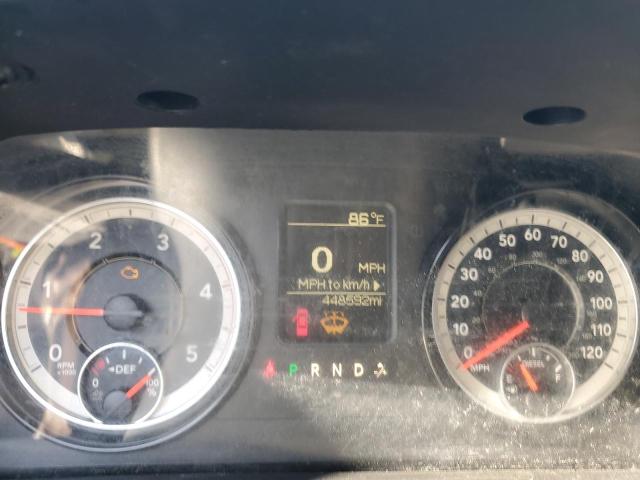 86°F
0 MPH
MPH to km/h
448592mi
P R N D
0 1 2 3 4 5
RPM
x1000
DEF
0 100
%
0 10 20 30 40 50 60 70 80 90 100 110 120
MPH
DIESEL
E F